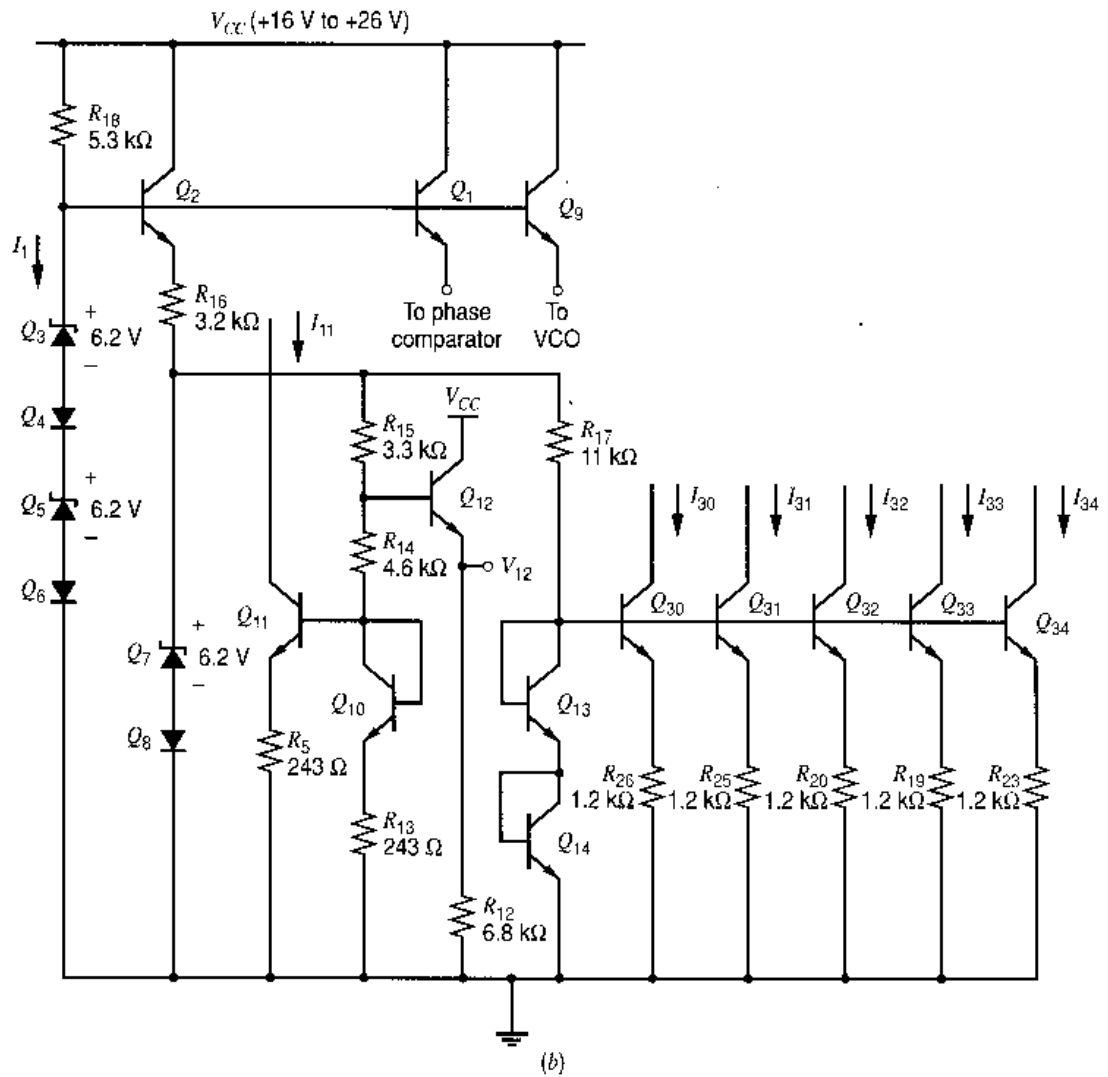 V_CC (+16 V to +26 V)
R_18
5.3 kΩ
Q_2
Q_1
Q_9
I_1
R_16
3.2 kΩ
I_11
To phase
comparator
To
VCO
Q_3
+
6.2 V
−
Q_4
V_CC
R_15
3.3 kΩ
R_17
11 kΩ
Q_12
Q_5
+
6.2 V
−
I_30
I_31
I_32
I_33
I_34
R_14
4.6 kΩ
V_12
Q_6
Q_11
Q_30
Q_31
Q_32
Q_33
Q_34
Q_7
+
6.2 V
−
Q_10
Q_13
Q_8
R_5
243 Ω
R_26
1.2 kΩ
R_25
1.2 kΩ
R_20
1.2 kΩ
R_19
1.2 kΩ
R_23
1.2 kΩ
R_13
243 Ω
Q_14
R_12
6.8 kΩ
(b)